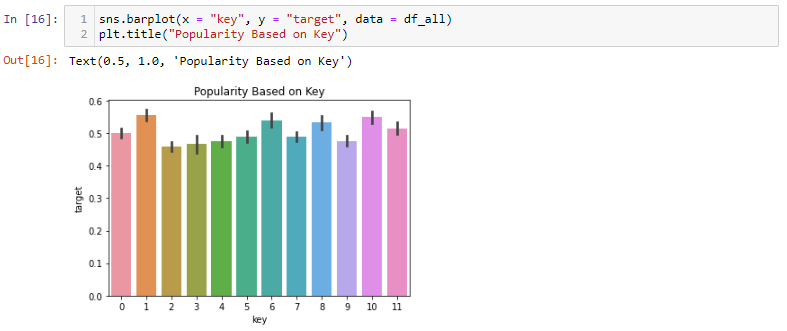 In [16]: 1 sns.barplot(x = "key", y = "target", data = df_all)
2 plt.title("Popularity Based on Key")
Out[16]: Text(0.5, 1.0, 'Popularity Based on Key')
Popularity Based on Key
0.6
0.5
0.4
0.3
0.2
0.1
0.0
target
0 1 2 3 4 5 6 7 8 9 10 11
key